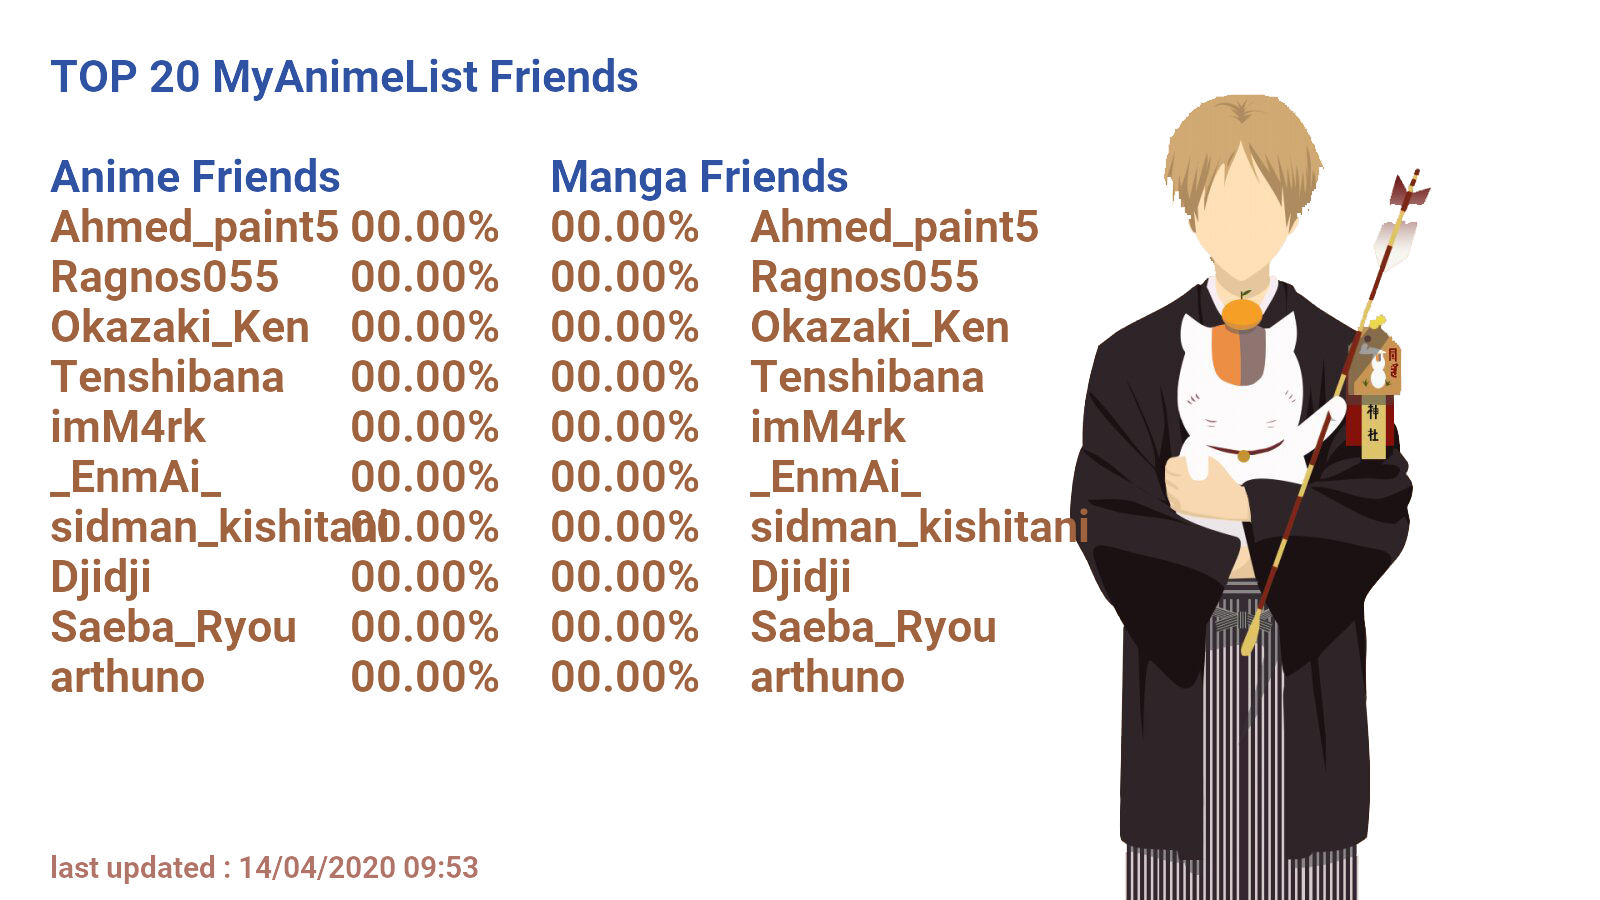 TOP 20 MyAnimeList Friends
Anime Friends Manga Friends
Ahmed_paint5 00.00% 00.00% Ahmed_paint5
Ragnos055 00.00% 00.00% Ragnos055
Okazaki_Ken 00.00% 00.00% Okazaki_Ken
Tenshibana 00.00% 00.00% Tenshibana
imM4rk 00.00% 00.00% imM4rk
_EnmAi_ 00.00% 00.00% _EnmAi_
sidman_kishitani 00.00% 00.00% sidman_kishitani
Djidji 00.00% 00.00% Djidji
Saeba_Ryou 00.00% 00.00% Saeba_Ryou
arthuno 00.00% 00.00% arthuno
神社
last updated : 14/04/2020 09:53